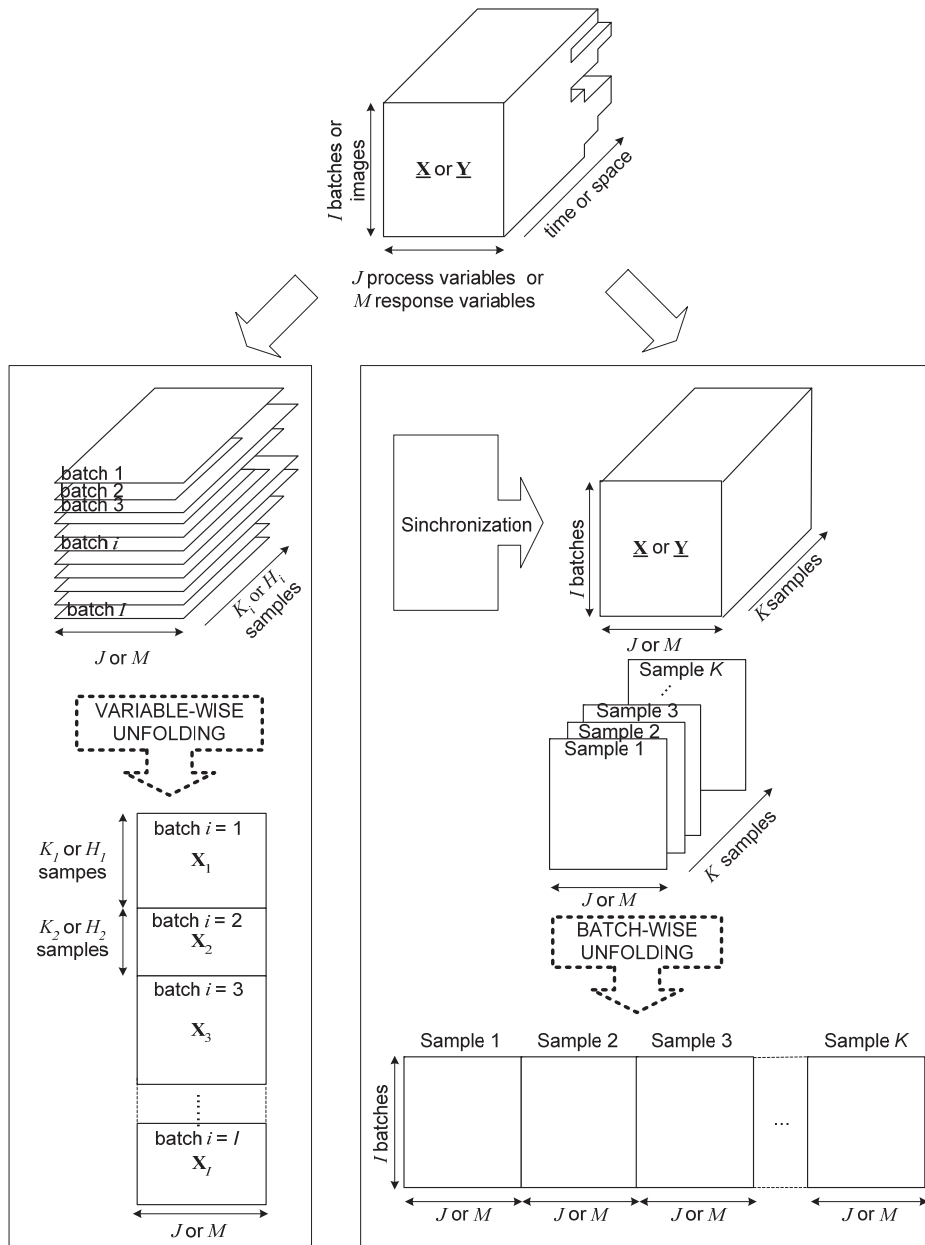 I batches or
images
X or Y
time or space
J process variables or
M response variables
batch 1
batch 2
batch 3
batch i
batch I
K_i or H_i
samples
J or M
VARIABLE-WISE
UNFOLDING
K_1 or H_1
sampes
batch i = 1
X_1
K_2 or H_2
samples
batch i = 2
X_2
batch i = 3
X_3
......
batch i = I
X_I
J or M
Sinchronization
I batches
X or Y
K samples
J or M
Sample K
...
Sample 3
Sample 2
Sample 1
K samples
J or M
BATCH-WISE
UNFOLDING
Sample 1 Sample 2 Sample 3 Sample K
I batches
...
J or M J or M J or M J or M